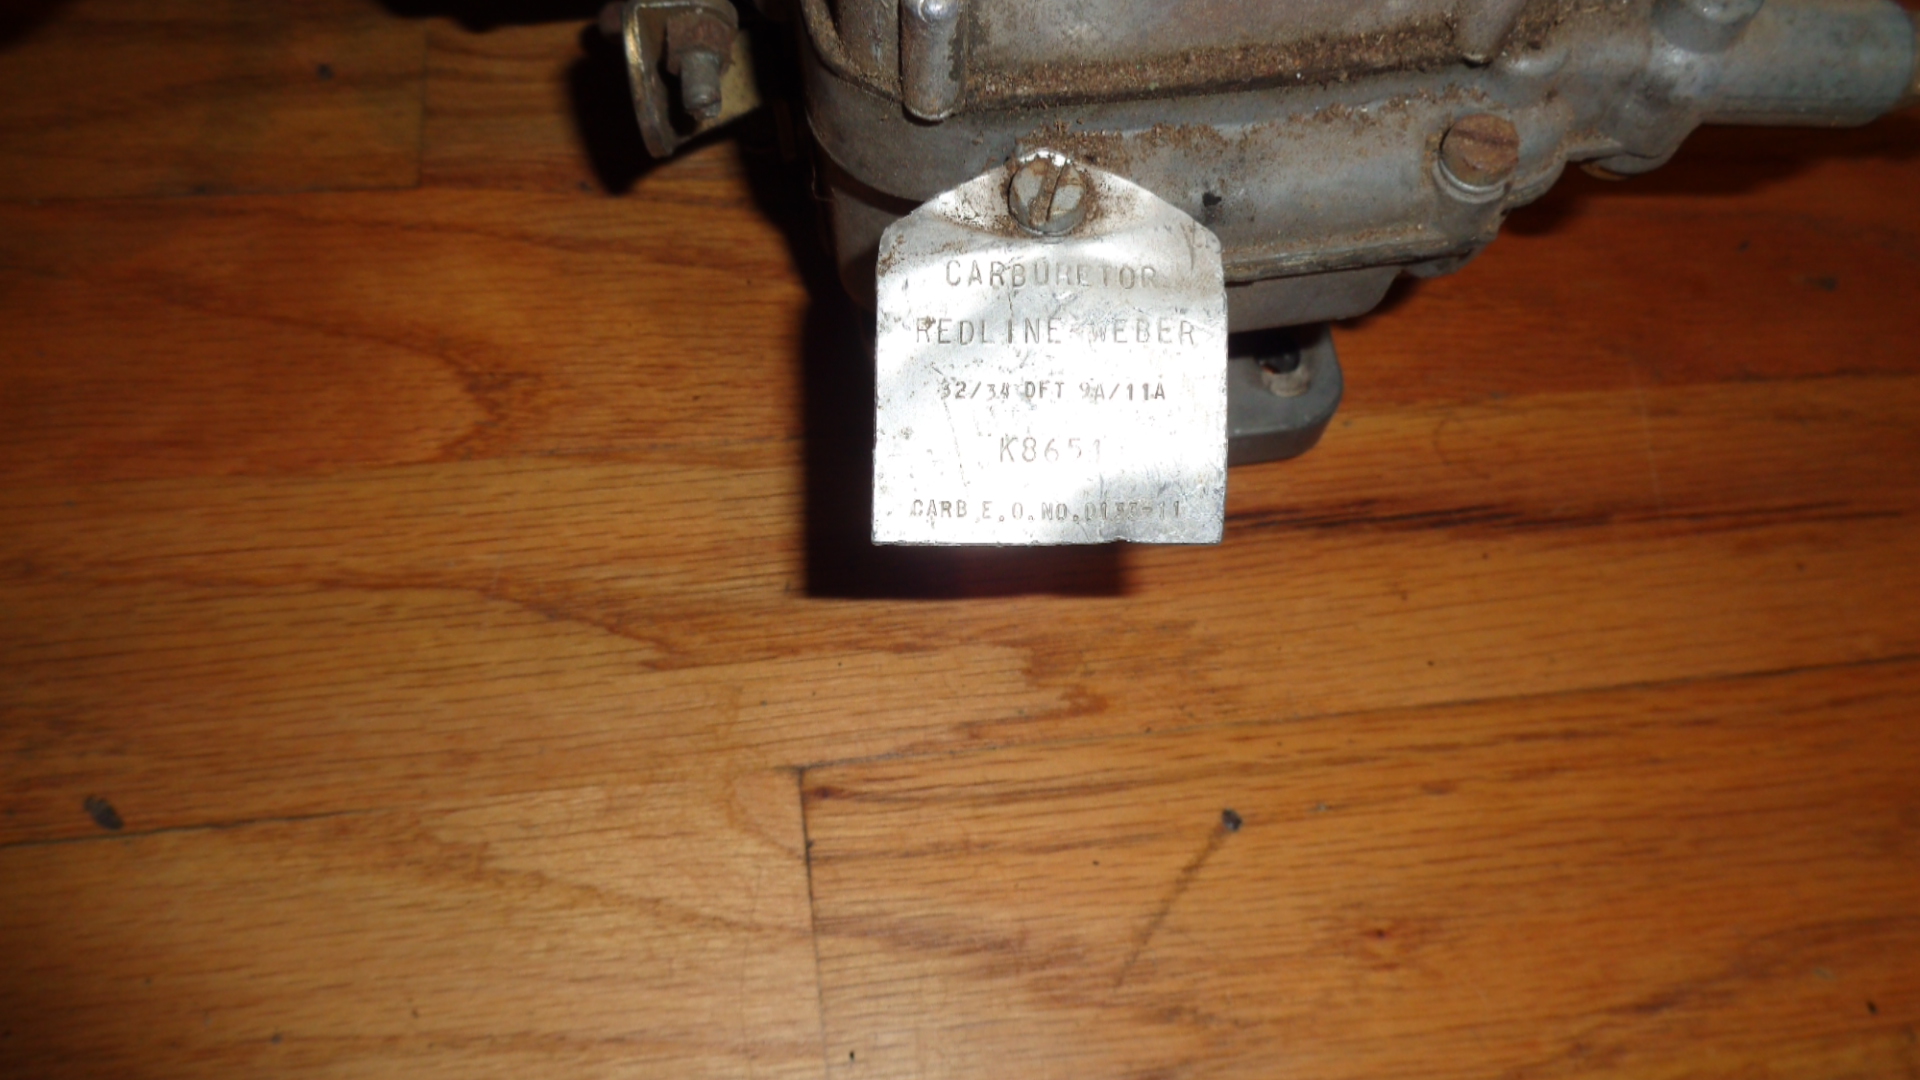 CARBURETOR
REDLINE WEBER
32/34 DFT 9A/11A
K8651
CARB E.O.NO.